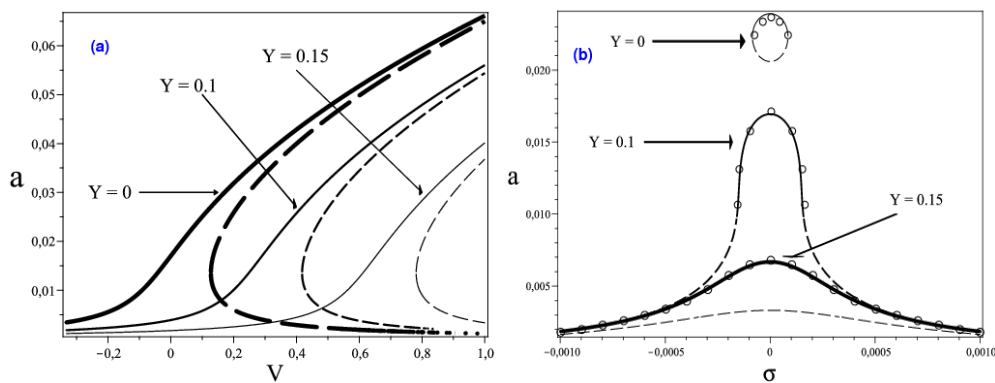 (a)
0,06
0,05
0,04
0,03
0,02
0,01
a
Y = 0.15
Y = 0.1
Y = 0
−0,2
0
0,2
0,4
0,6
0,8
1,0
V
(b)
0,020
0,015
0,010
0,005
0
a
Y = 0
Y = 0.1
Y = 0.15
−0,0010
−0,0005
0
0,0005
0,0010
σ